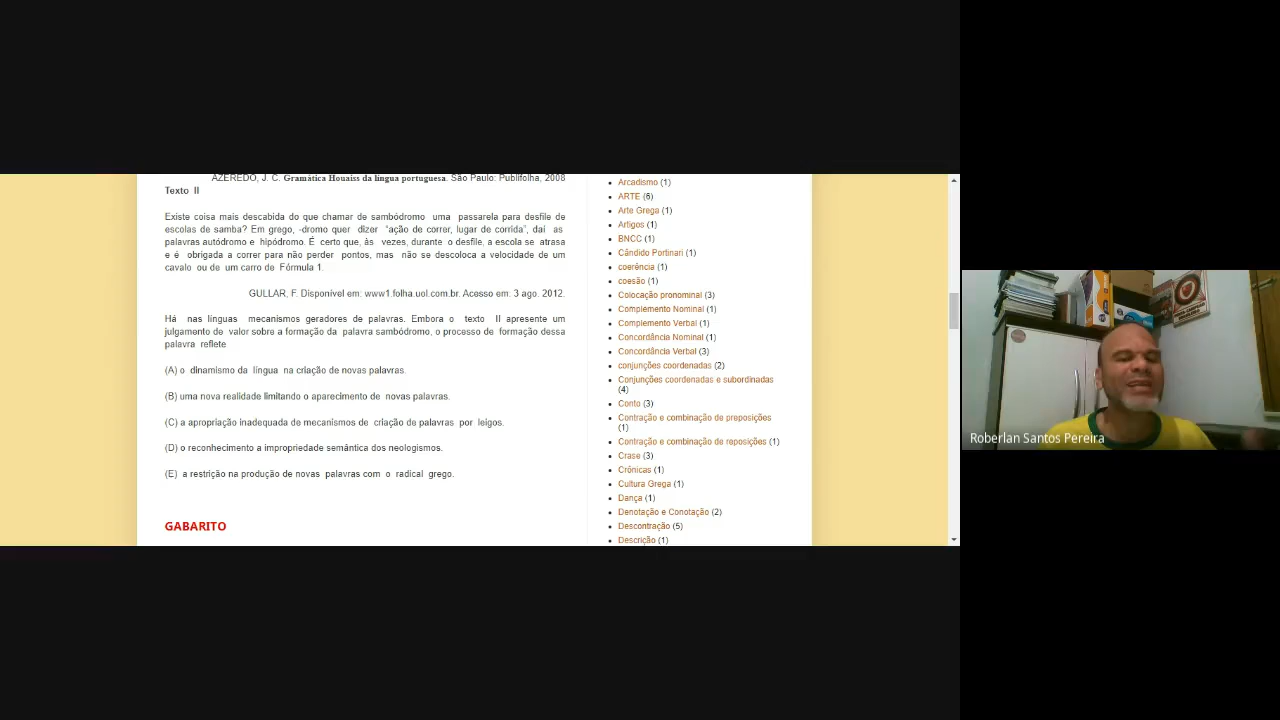 AZEREDO, J. C. Gramática Houaiss da língua portuguesa. São Paulo: Publifolha, 2008
Texto II
Existe coisa mais descabida do que chamar de sambódromo uma passarela para desfile de
escolas de samba? Em grego, -dromo quer dizer “ação de correr, lugar de corrida”, daí as
palavras autódromo e hipódromo. É certo que, às vezes, durante o desfile, a escola se atrasa
e é obrigada a correr para não perder pontos, mas não se descoloca a velocidade de um
cavalo ou de um carro de Fórmula 1.
GULLAR, F. Disponível em: www1.folha.uol.com.br. Acesso em: 3 ago. 2012.
Há nas línguas mecanismos geradores de palavras. Embora o texto II apresente um
julgamento de valor sobre a formação da palavra sambódromo, o processo de formação dessa
palavra reflete
(A) o dinamismo da língua na criação de novas palavras.
(B) uma nova realidade limitando o aparecimento de novas palavras.
(C) a apropriação inadequada de mecanismos de criação de palavras por leigos.
(D) o reconhecimento a impropriedade semântica dos neologismos.
(E) a restrição na produção de novas palavras com o radical grego.
GABARITO
Arcadismo (1)
ARTE (6)
Arte Grega (1)
Artigos (1)
BNCC (1)
Cândido Portinari (1)
coerência (1)
coesão (1)
Colocação pronominal (3)
Complemento Nominal (1)
Complemento Verbal (1)
Concordância Nominal (1)
Concordância Verbal (3)
conjunções coordenadas (2)
Conjunções coordenadas e subordinadas
(4)
Conto (3)
Contração e combinação de preposições
(1)
Contração e combinação de reposições (1)
Crase (3)
Crônicas (1)
Cultura Grega (1)
Dança (1)
Denotação e Conotação (2)
Descontração (5)
Descrição (1)
Roberlan Santos Pereira